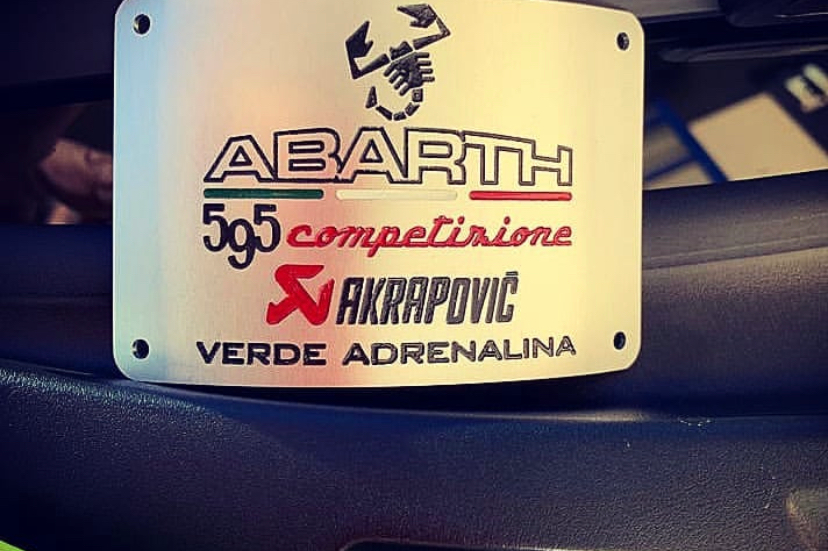 ABARTH
595 competizione
AKRAPOVIČ
VERDE ADRENALINA